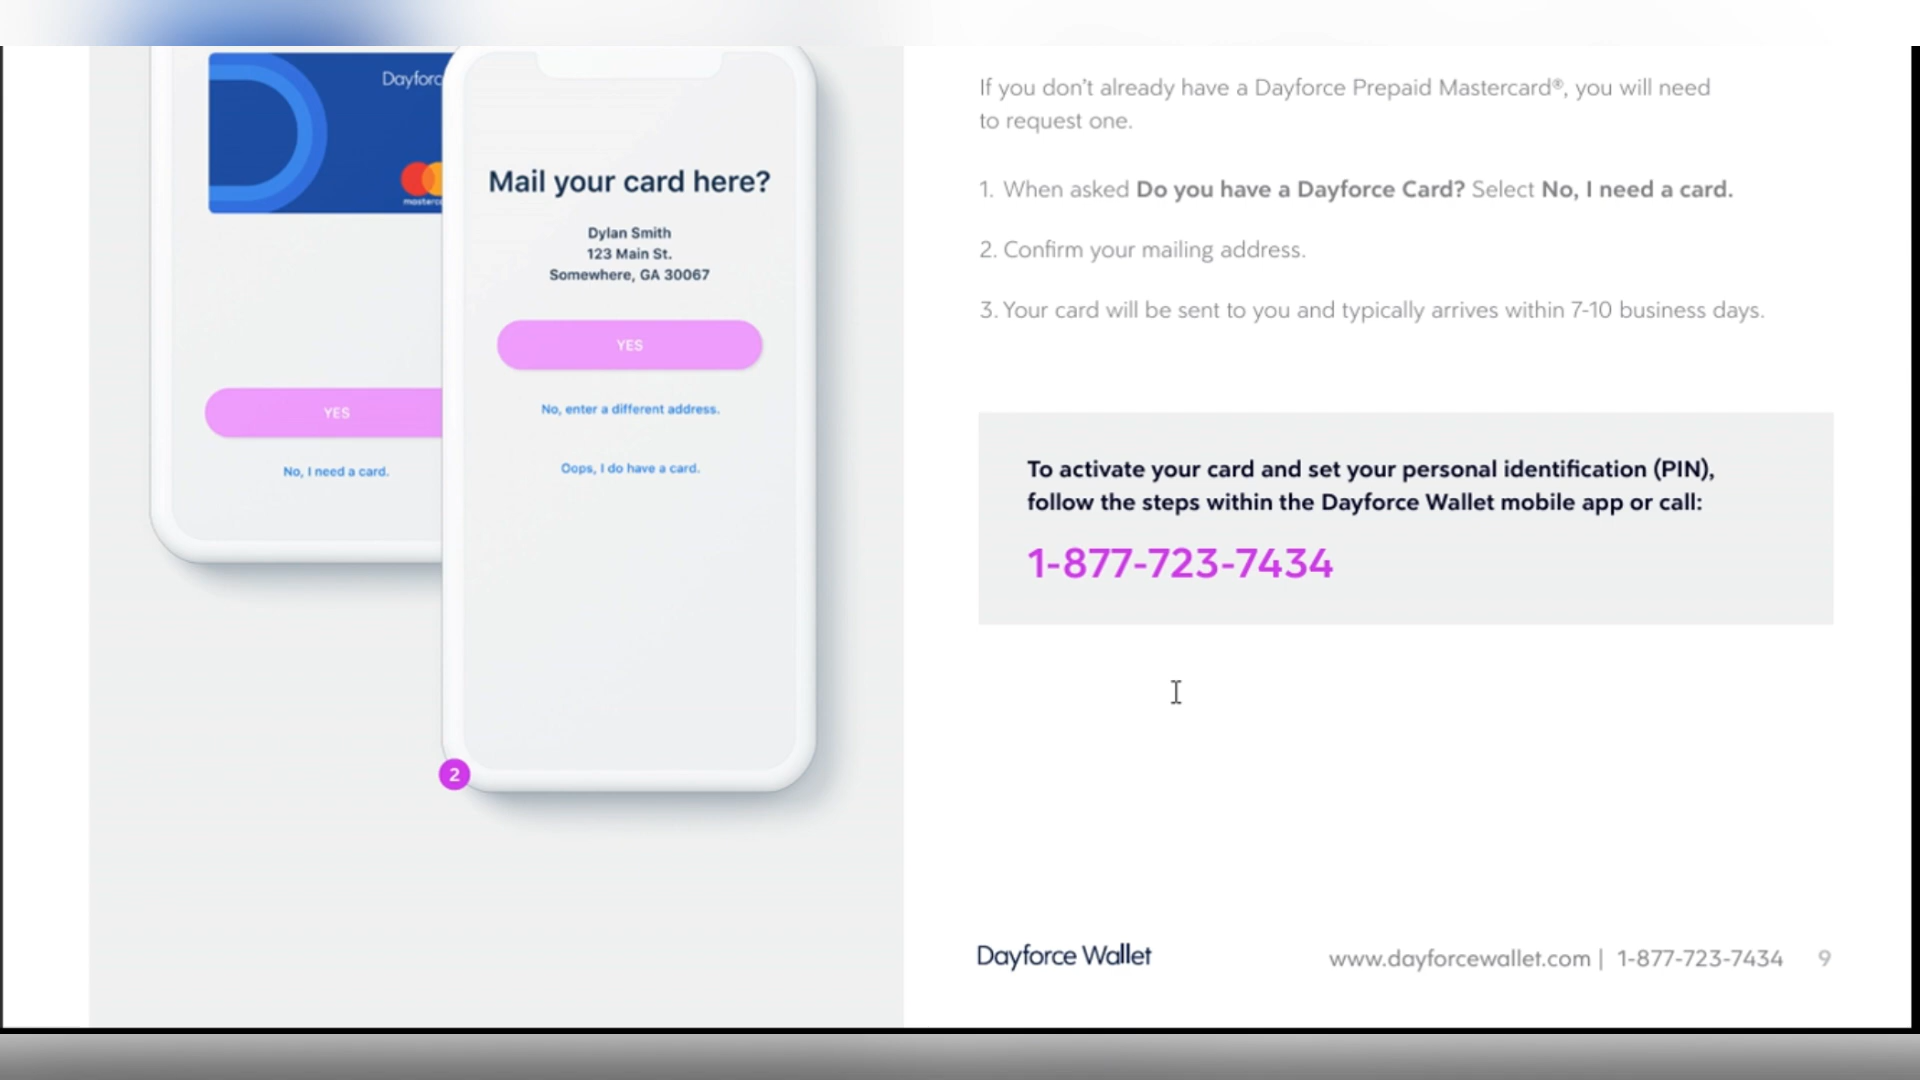 Dayforc
masterc
YES
No, I need a card.
Mail your card here?
Dylan Smith
123 Main St.
Somewhere, GA 30067
YES
No, enter a different address.
Oops, I do have a card.
2
If you don't already have a Dayforce Prepaid Mastercard®, you will need
to request one.
1. When asked Do you have a Dayforce Card? Select No, I need a card.
2. Confirm your mailing address.
3. Your card will be sent to you and typically arrives within 7-10 business days.
To activate your card and set your personal identification (PIN),
follow the steps within the Dayforce Wallet mobile app or call:
1-877-723-7434
Dayforce Wallet
www.dayforcewallet.com | 1-877-723-7434 9